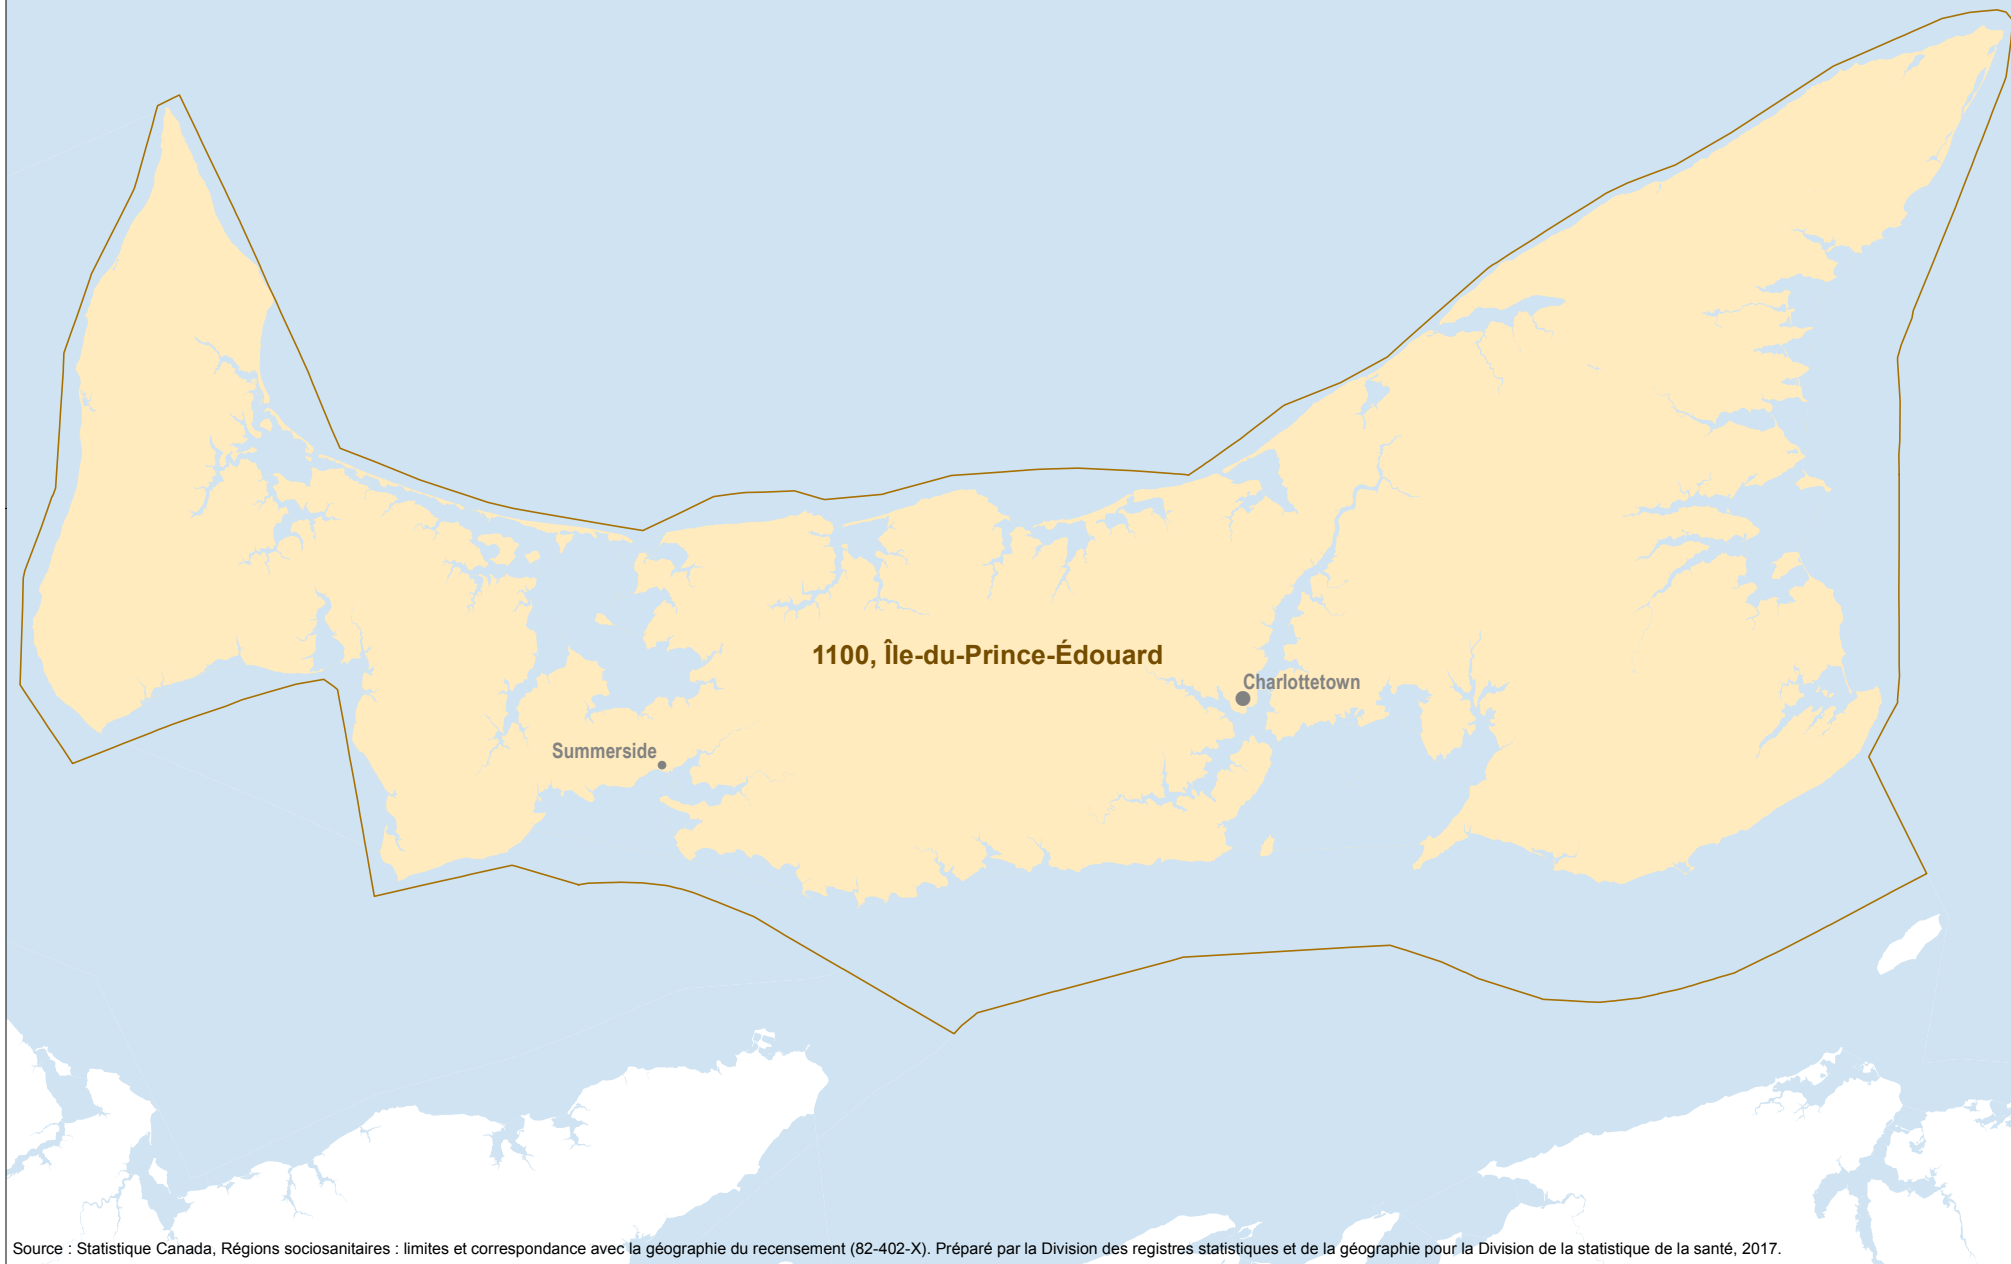 1100, Île-du-Prince-Édouard
Charlottetown
Summerside
Source : Statistique Canada, Régions sociosanitaires : limites et correspondance avec la géographie du recensement (82-402-X). Préparé par la Division des registres statistiques et de la géographie pour la Division de la statistique de la santé, 2017.